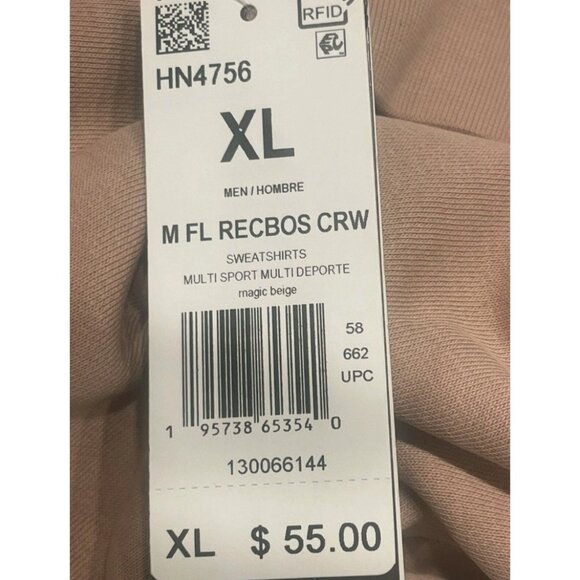 RFID
HN4756
XL
MEN / HOMBRE
M FL RECBOS CRW
SWEATSHIRTS
MULTI SPORT MULTI DEPORTE
magic beige
58
662
UPC
1 95738 65354 0
130066144
XL $ 55.00